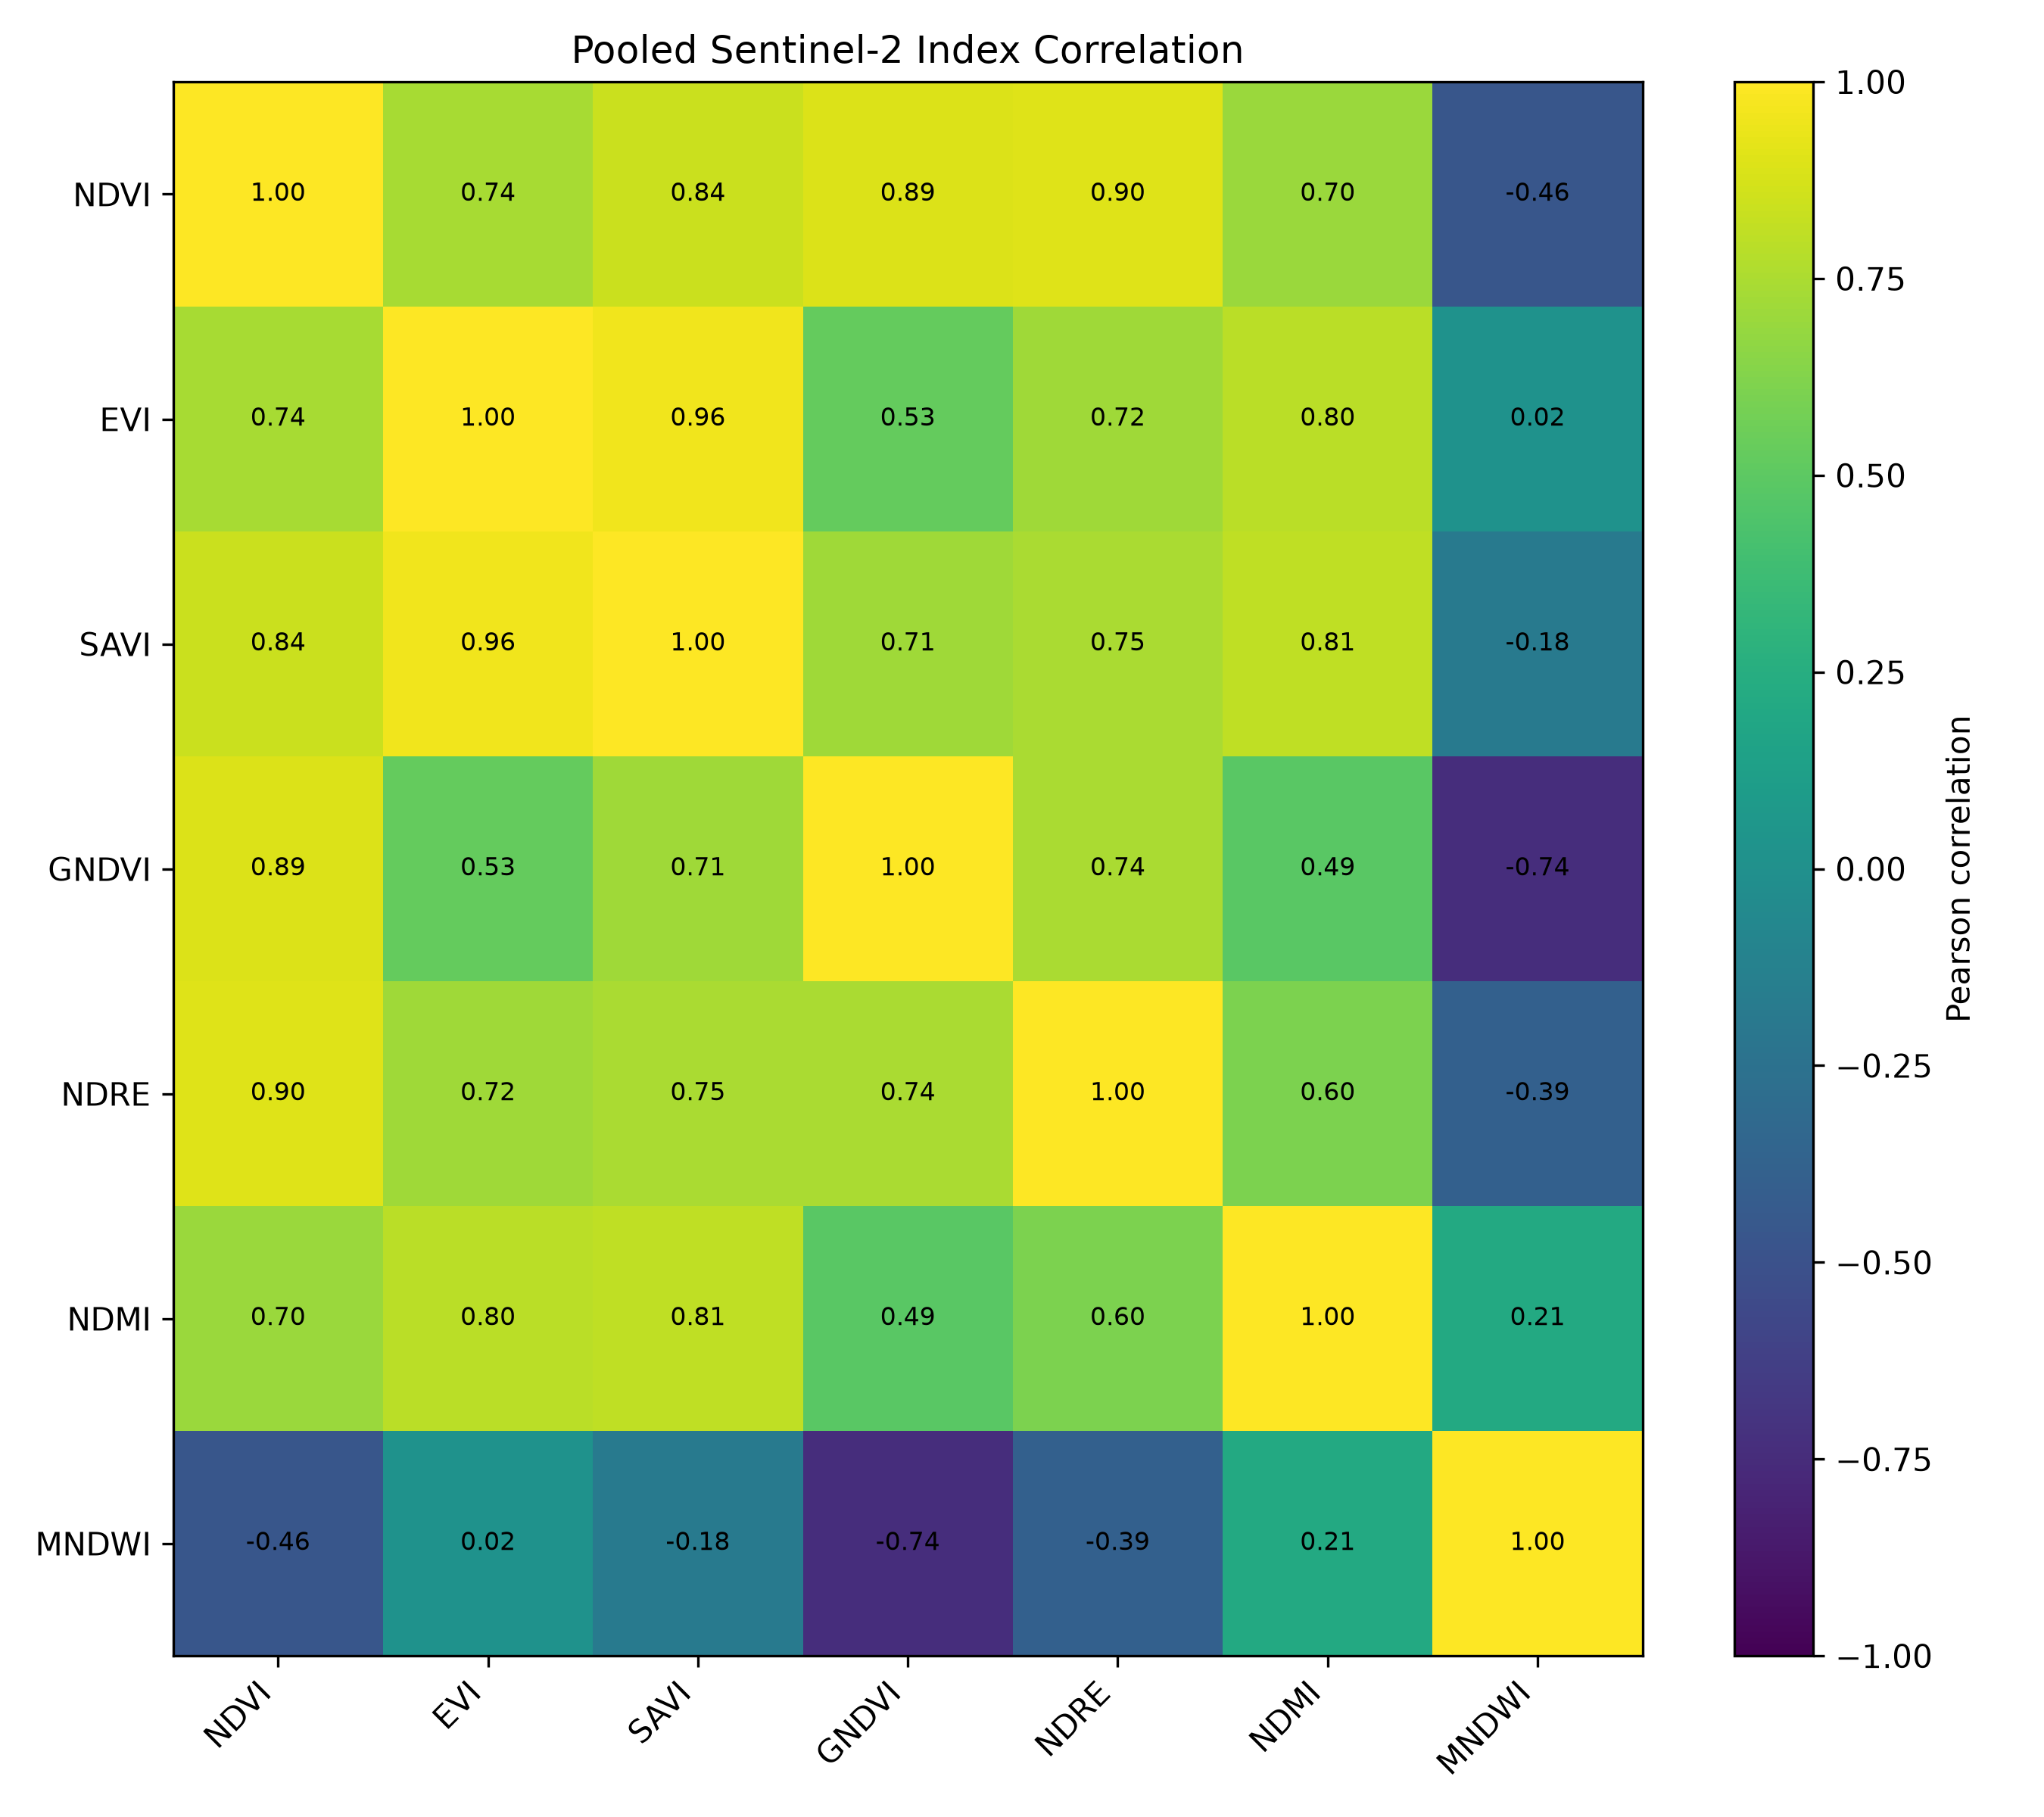 Pooled Sentinel-2 Index Correlation
NDVI 1.00 0.74 0.84 0.89 0.90 0.70 -0.46
EVI 0.74 1.00 0.96 0.53 0.72 0.80 0.02
SAVI 0.84 0.96 1.00 0.71 0.75 0.81 -0.18
GNDVI 0.89 0.53 0.71 1.00 0.74 0.49 -0.74
NDRE 0.90 0.72 0.75 0.74 1.00 0.60 -0.39
NDMI 0.70 0.80 0.81 0.49 0.60 1.00 0.21
MNDWI -0.46 0.02 -0.18 -0.74 -0.39 0.21 1.00
NDVI EVI SAVI GNDVI NDRE NDMI MNDWI
1.00
0.75
0.50
0.25
0.00
−0.25
−0.50
−0.75
−1.00
Pearson correlation